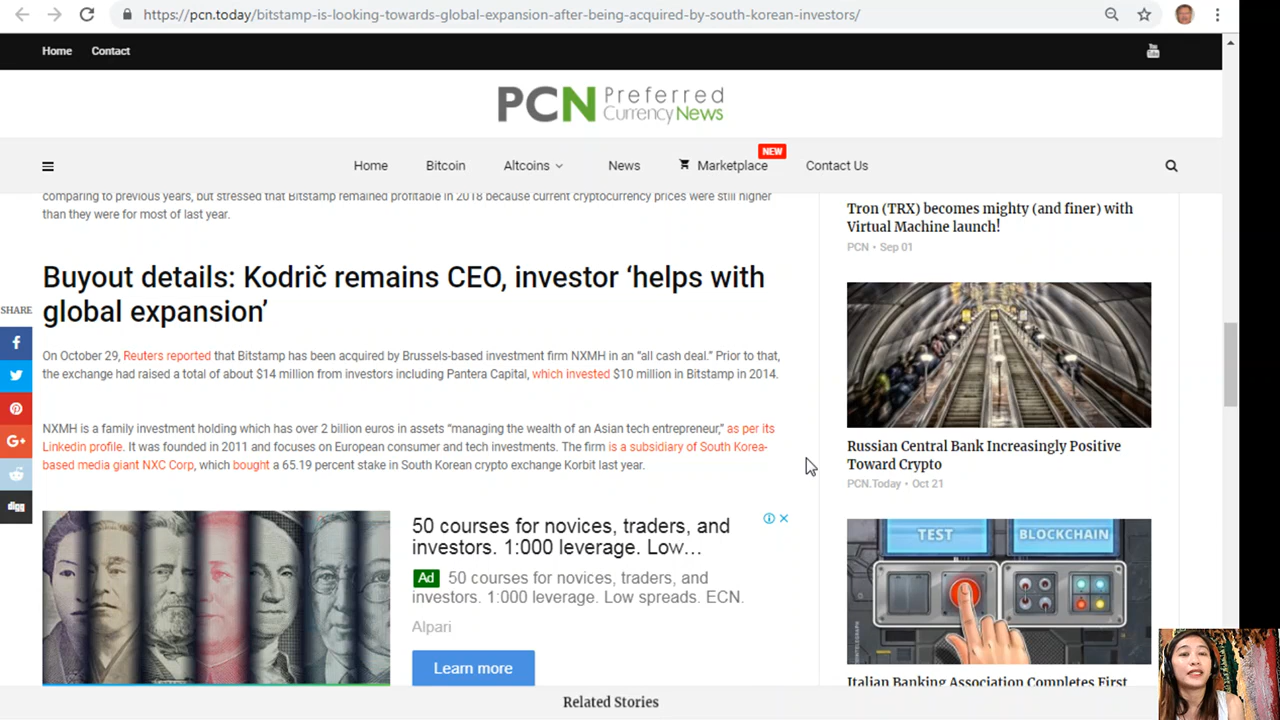 https://pcn.today/bitstamp-is-looking-towards-global-expansion-after-being-acquired-by-south-korean-investors/
Home Contact
You Tube
PCN Preferred
CurrencyNews
Home Bitcoin Altcoins News Marketplace NEW Contact Us
comparing to previous years, but stressed that Bitstamp remained profitable in 2018 because current cryptocurrency prices were still higher
than they were for most of last year.
Buyout details: Kodrič remains CEO, investor ‘helps with
global expansion’
SHARE
On October 29, Reuters reported that Bitstamp has been acquired by Brussels-based investment firm NXMH in an “all cash deal.” Prior to that,
the exchange had raised a total of about $14 million from investors including Pantera Capital, which invested $10 million in Bitstamp in 2014.
NXMH is a family investment holding which has over 2 billion euros in assets “managing the wealth of an Asian tech entrepreneur,” as per its
Linkedin profile. It was founded in 2011 and focuses on European consumer and tech investments. The firm is a subsidiary of South Korea-
based media giant NXC Corp, which bought a 65.19 percent stake in South Korean crypto exchange Korbit last year.
G+
digg
50 courses for novices, traders, and
investors. 1:000 leverage. Low...
Ad 50 courses for novices, traders, and
investors. 1:000 leverage. Low spreads. ECN.
Alpari
Learn more
Tron (TRX) becomes mighty (and finer) with
Virtual Machine launch!
PCN • Sep 01
Russian Central Bank Increasingly Positive
Toward Crypto
PCN.Today • Oct 21
TEST BLOCKCHAIN
Italian Banking Association Completes First
Related Stories